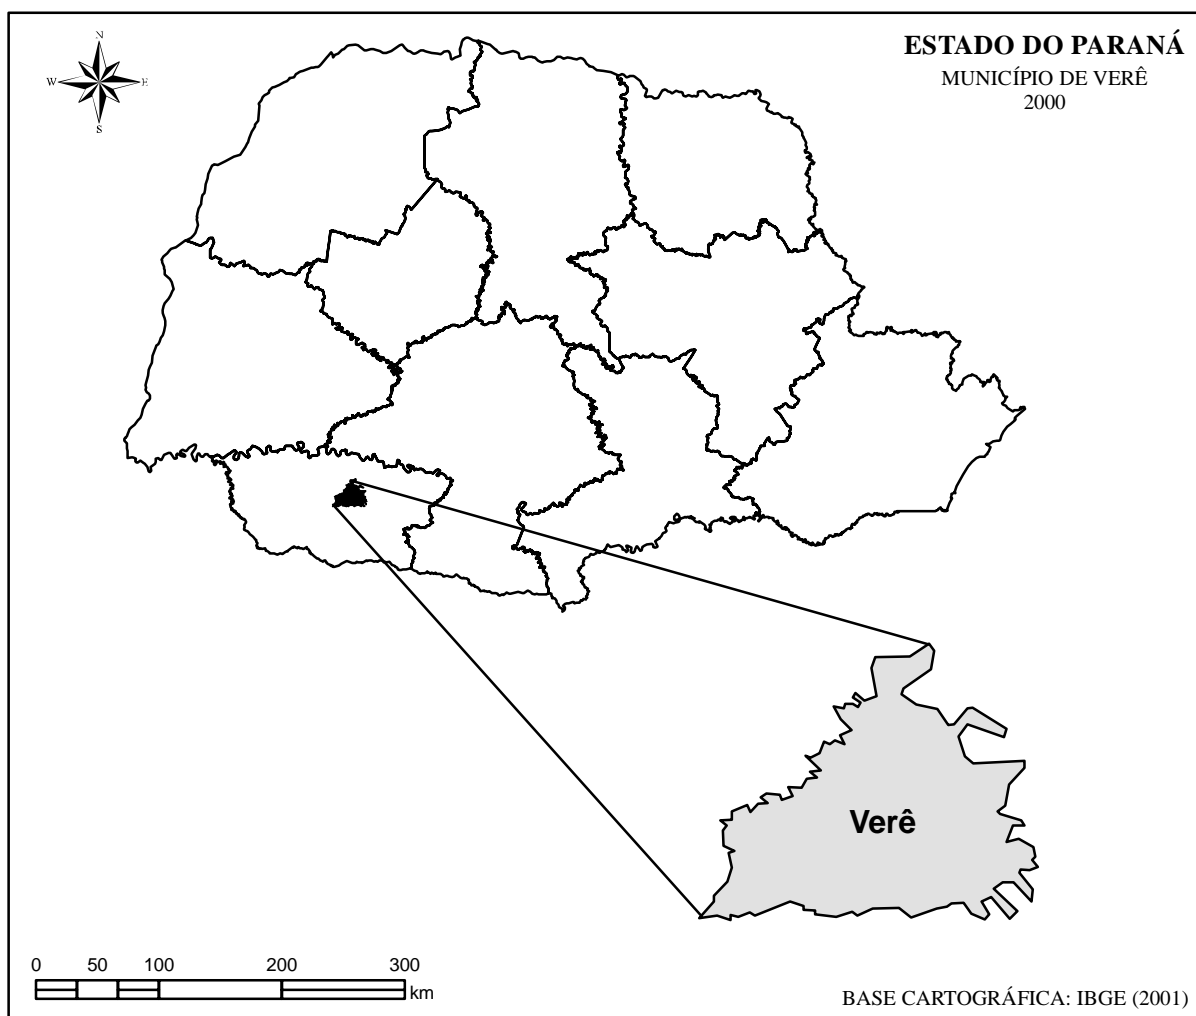 N
W E
S
ESTADO DO PARANÁ
MUNICÍPIO DE VERÊ
2000
Verê
0 50 100 200 300
km
BASE CARTOGRÁFICA: IBGE (2001)